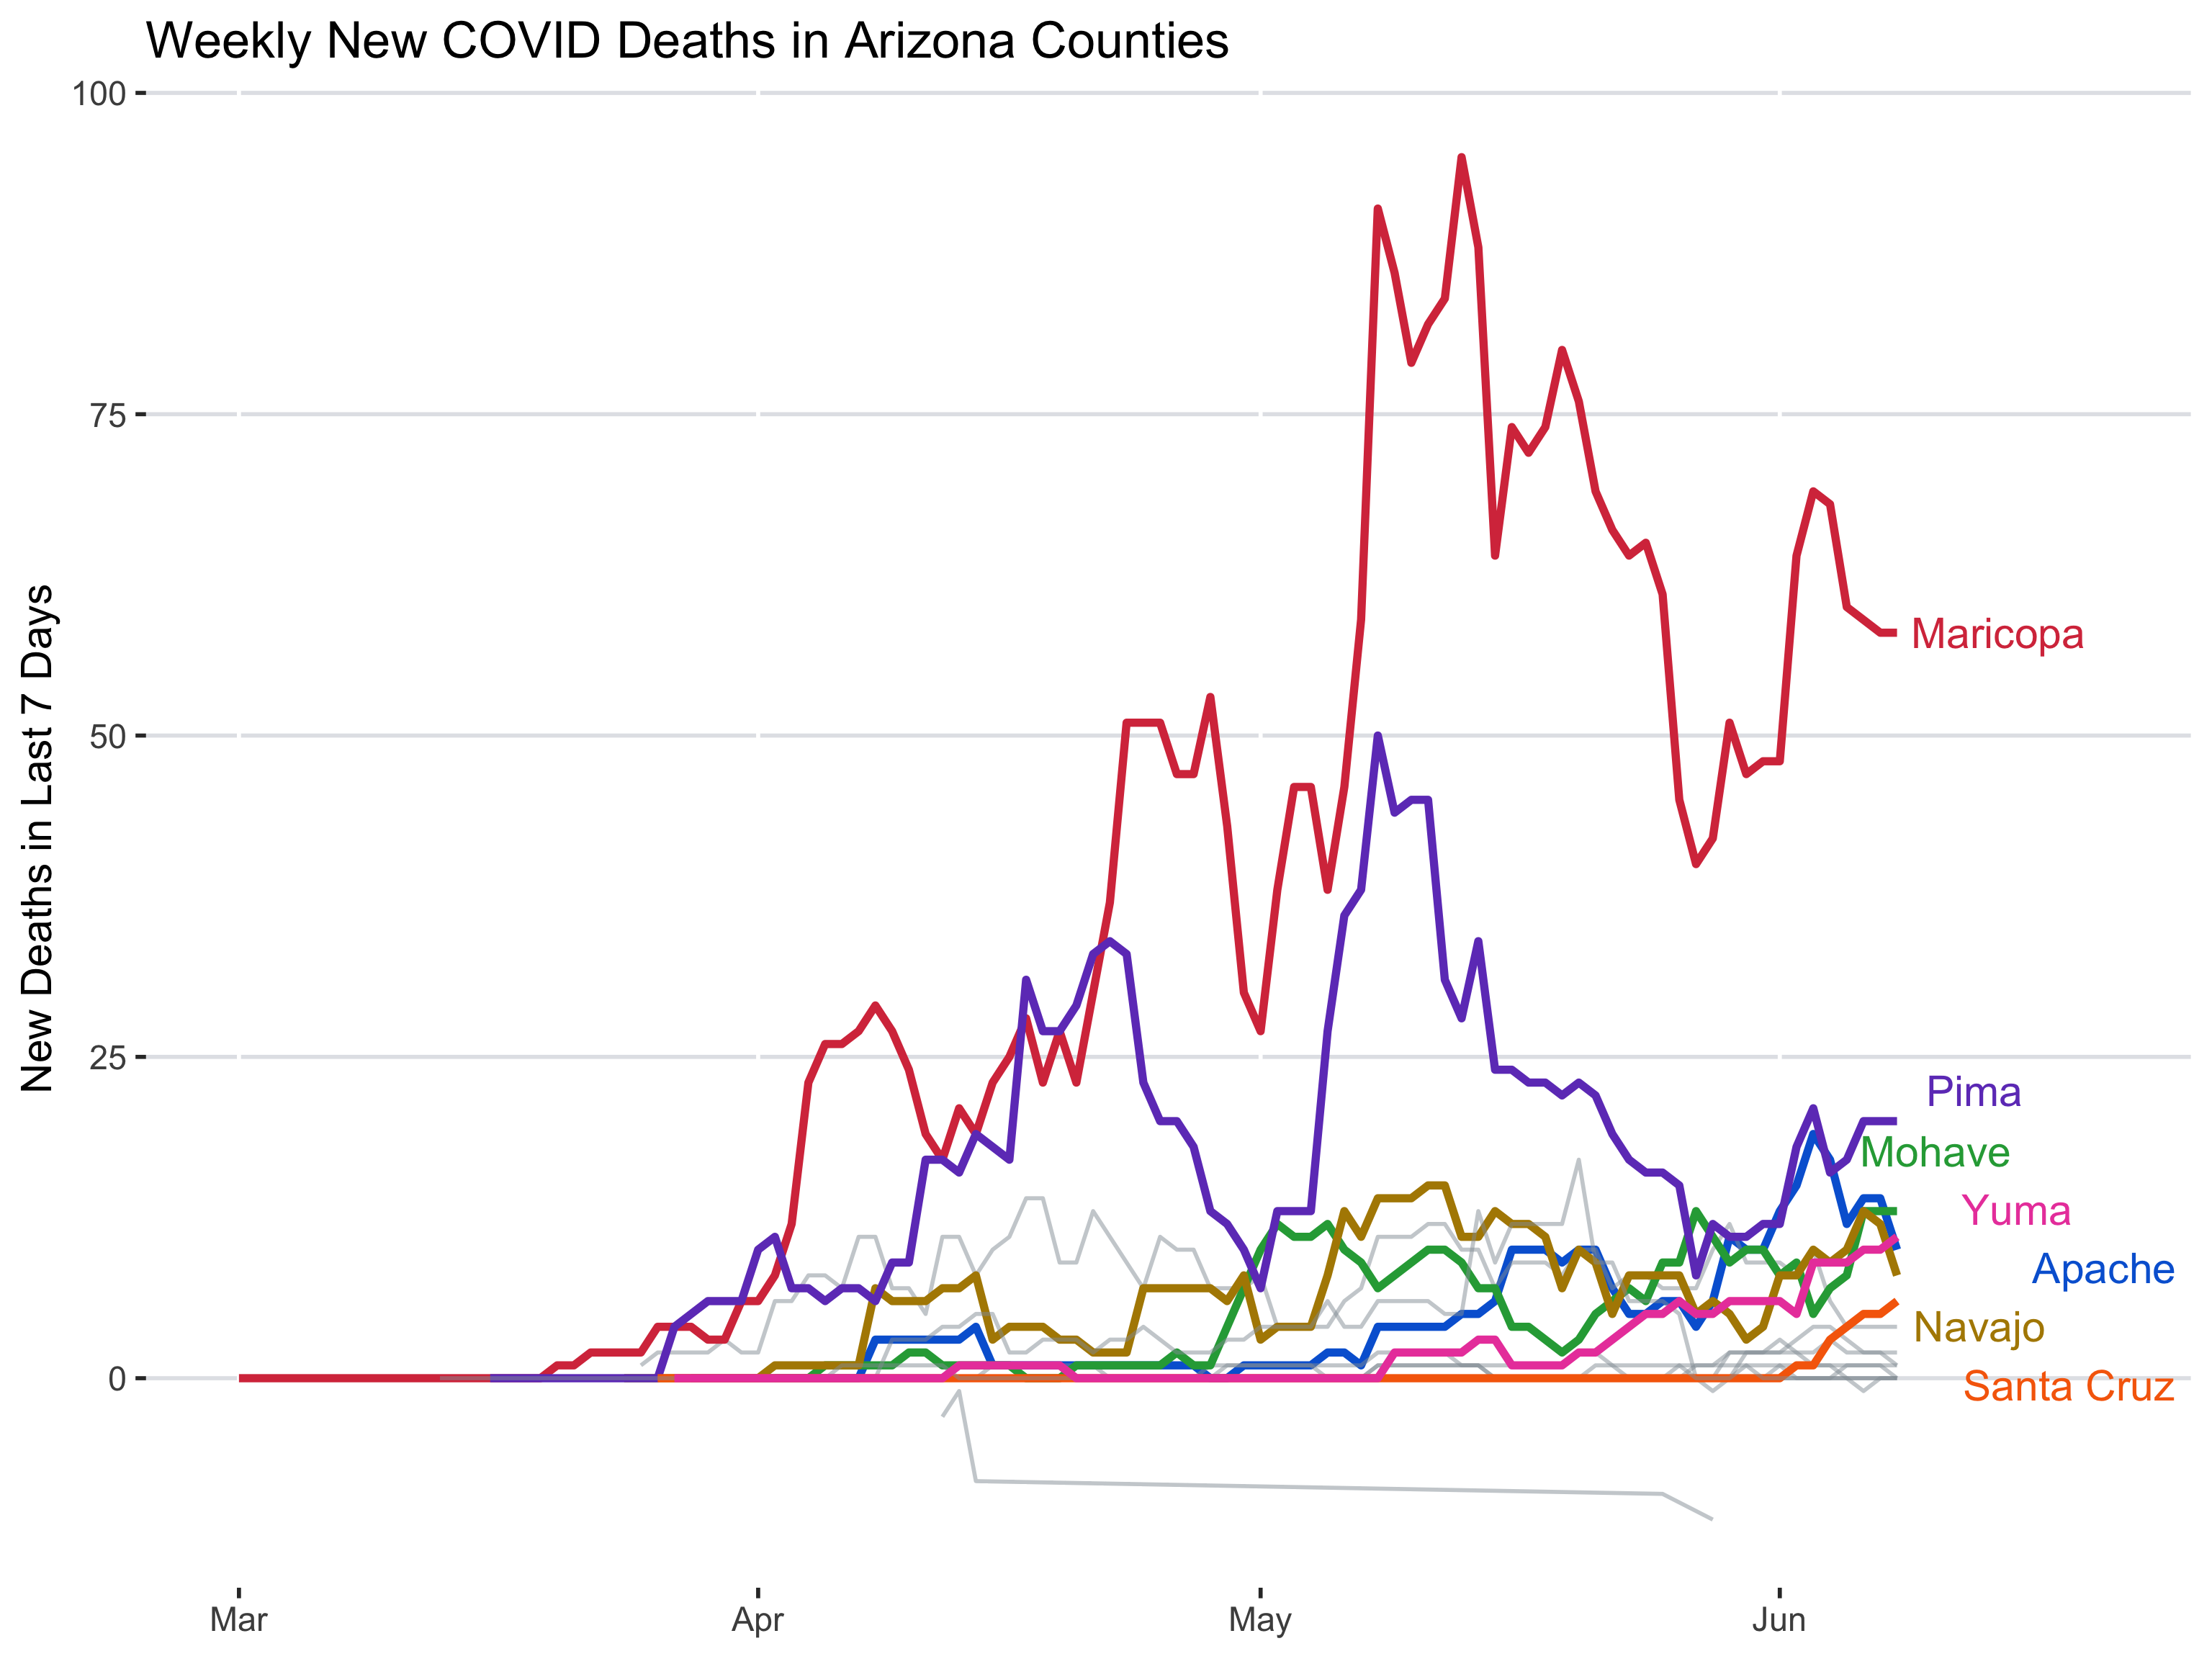 Weekly New COVID Deaths in Arizona Counties
New Deaths in Last 7 Days
100
75
50
25
0
Maricopa
Pima
Mohave
Yuma
Apache
Navajo
Santa Cruz
Mar
Apr
May
Jun